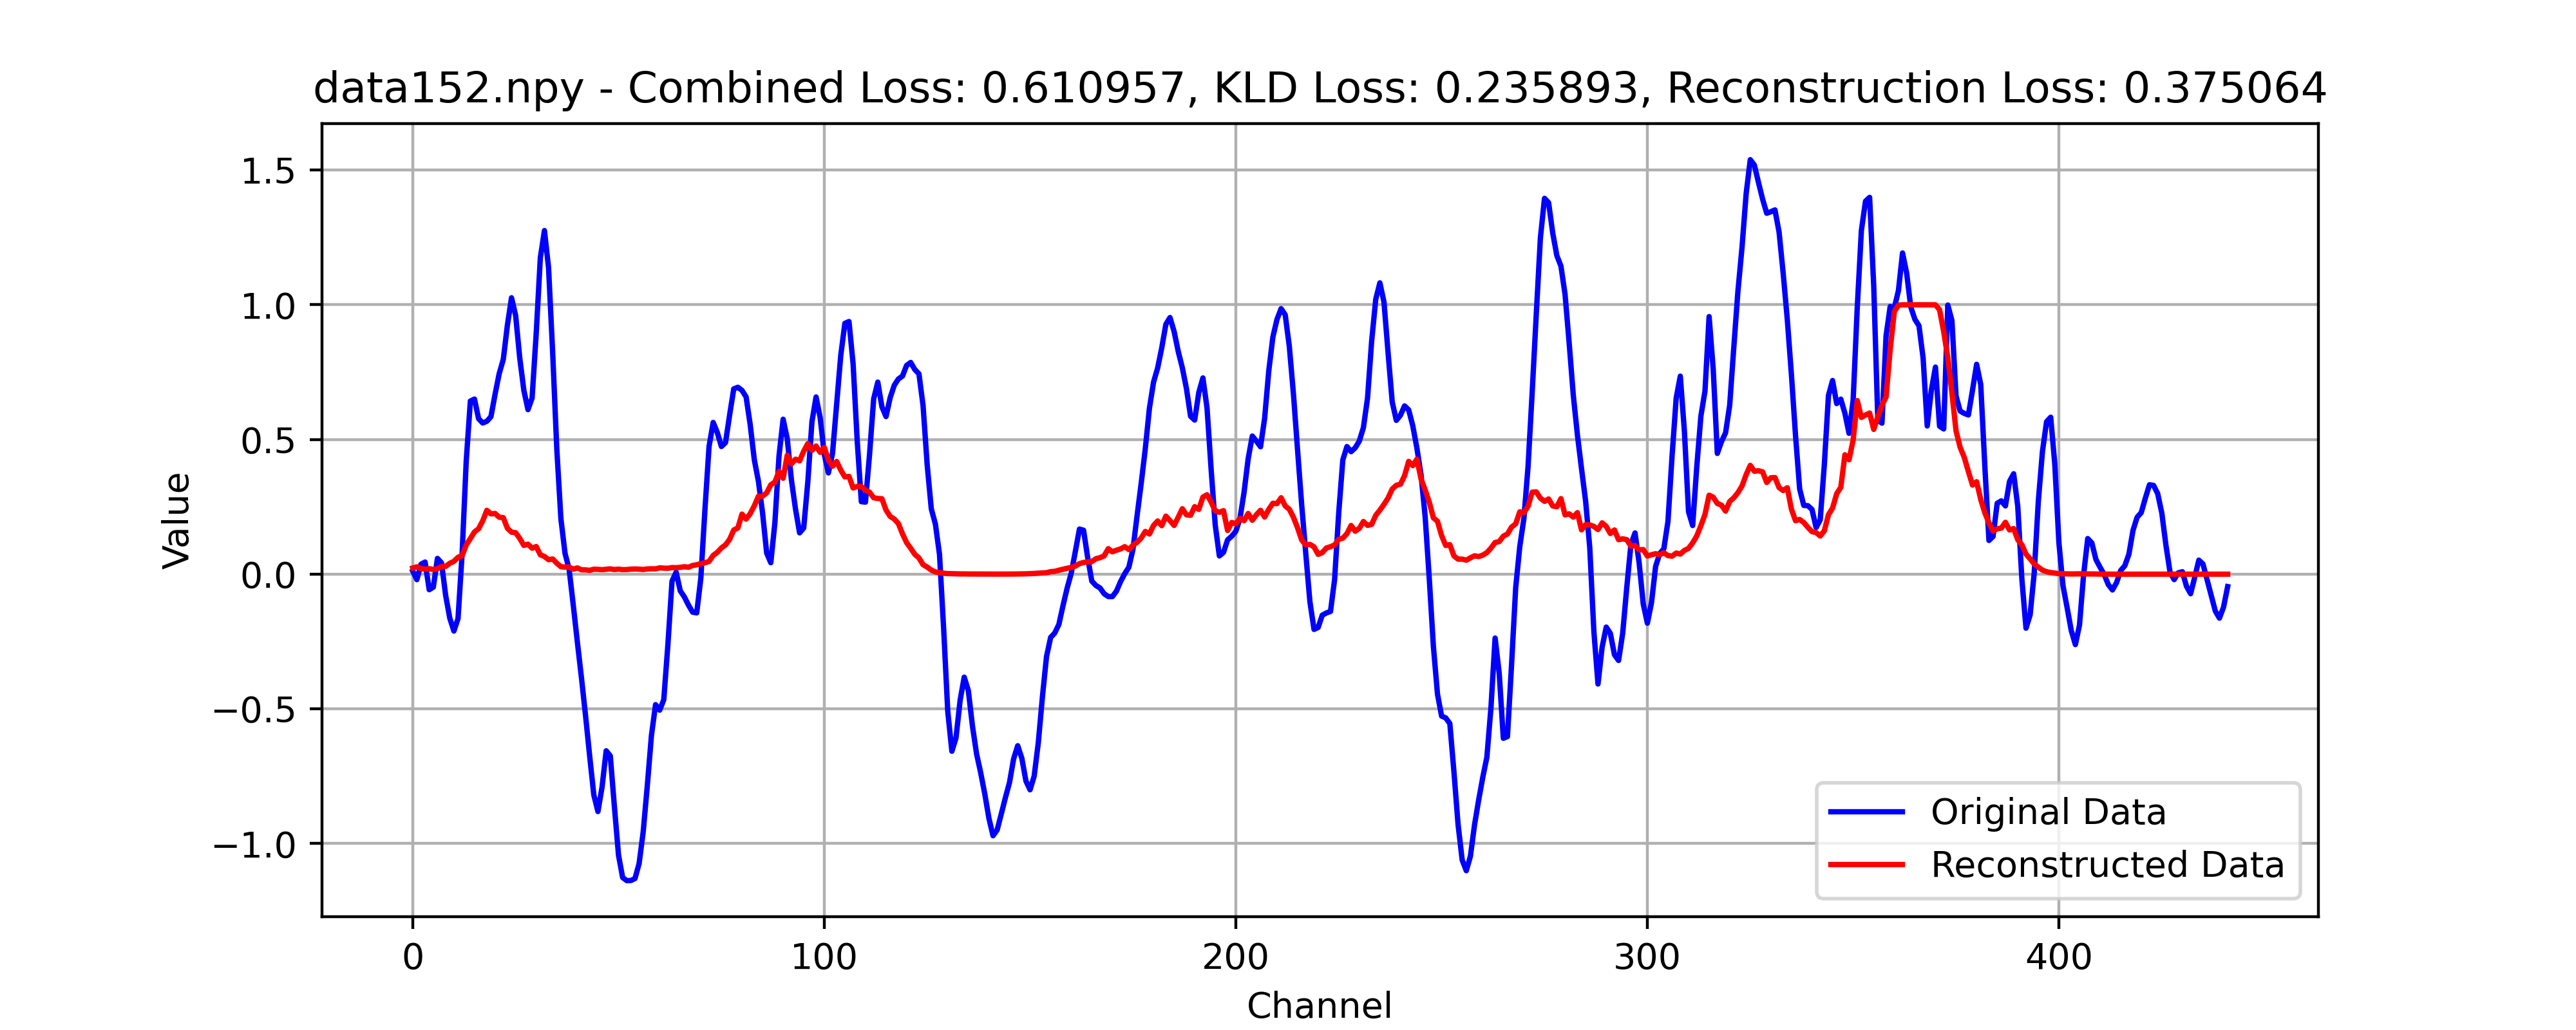 data152.npy - Combined Loss: 0.610957, KLD Loss: 0.235893, Reconstruction Loss: 0.375064
1.5
1.0
0.5
0.0
−0.5
−1.0
Value
0 100 200 300 400
Channel
Original Data
Reconstructed Data